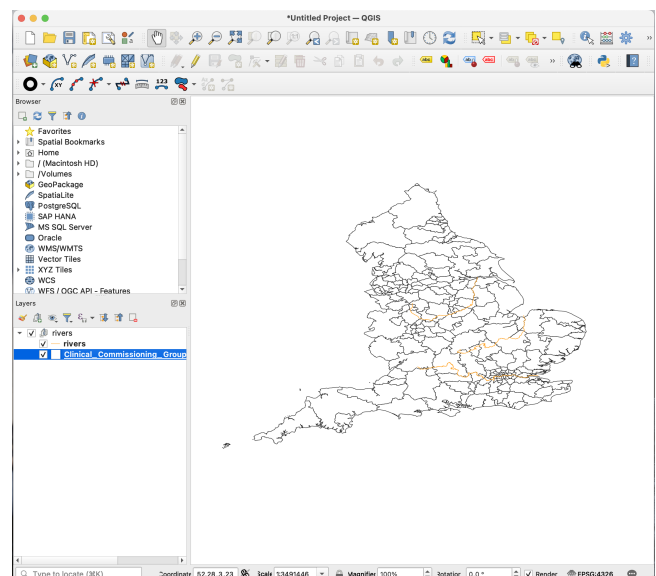 *Untitled Project — QGIS
Browser
Favorites
Spatial Bookmarks
Home
/ (Macintosh HD)
/Volumes
GeoPackage
SpatiaLite
PostgreSQL
SAP HANA
MS SQL Server
Oracle
WMS/WMTS
Vector Tiles
XYZ Tiles
WCS
WFS / OGC API - Features
Layers
rivers
rivers
Clinical_Commissioning_Group
Type to locate (⌘K)
Coordinate 52.28,3.23 Scale 1:3491446 Magnifier 100% Rotation 0.0 ° Render EPSG:4326